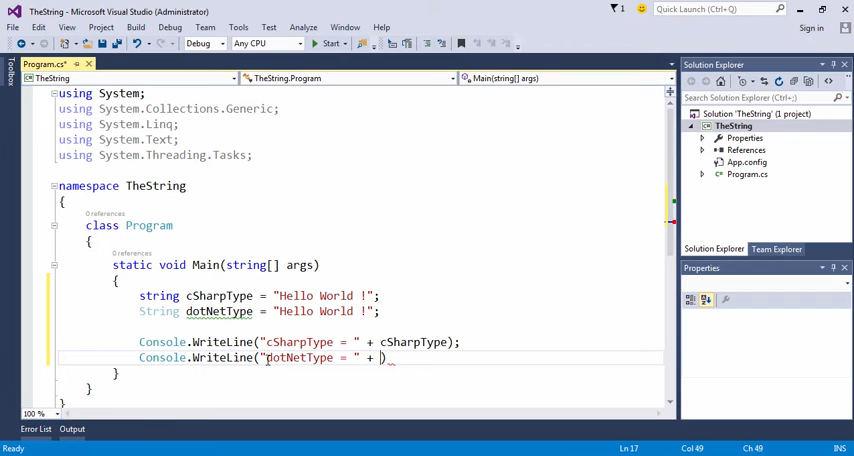 TheString - Microsoft Visual Studio (Administrator)
1
Quick Launch (Ctrl+Q)
File Edit View Project Build Debug Team Tools Test Analyze Window Help
Sign in
Debug Any CPU Start
Toolbox
Program.cs*
TheString TheString.Program Main(string[] args)
using System;
using System.Collections.Generic;
using System.Linq;
using System.Text;
using System.Threading.Tasks;
namespace TheString
{
0 references
class Program
{
0 references
static void Main(string[] args)
{
string cSharpType = "Hello World !";
String dotNetType = "Hello World !";
Console.WriteLine("cSharpType = " + cSharpType);
Console.WriteLine("dotNetType = " + )
}
}
}
100 %
Solution Explorer
Search Solution Explorer (Ctrl+;)
Solution 'TheString' (1 project)
TheString
Properties
References
App.config
Program.cs
Solution Explorer Team Explorer
Properties
Error List Output
Ready Ln 17 Col 49 Ch 49